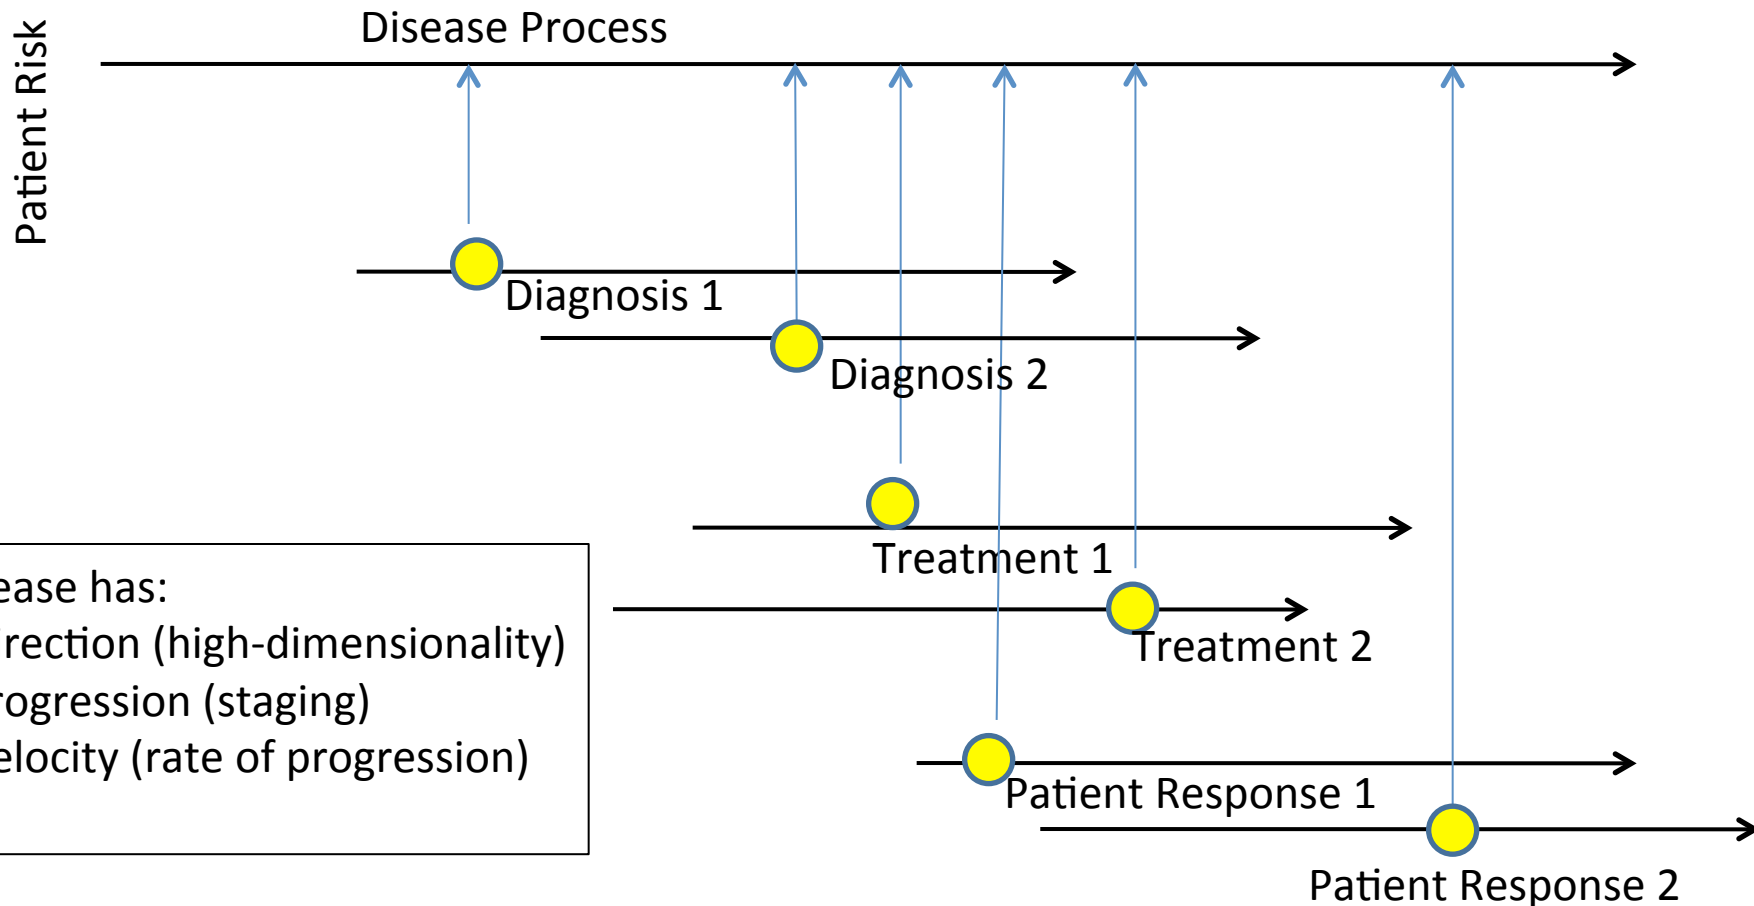 Patient Risk
Disease Process
Diagnosis 1
Diagnosis 2
Treatment 1
Treatment 2
Patient Response 1
Patient Response 2
ease has:
irection (high-dimensionality)
rogression (staging)
elocity (rate of progression)